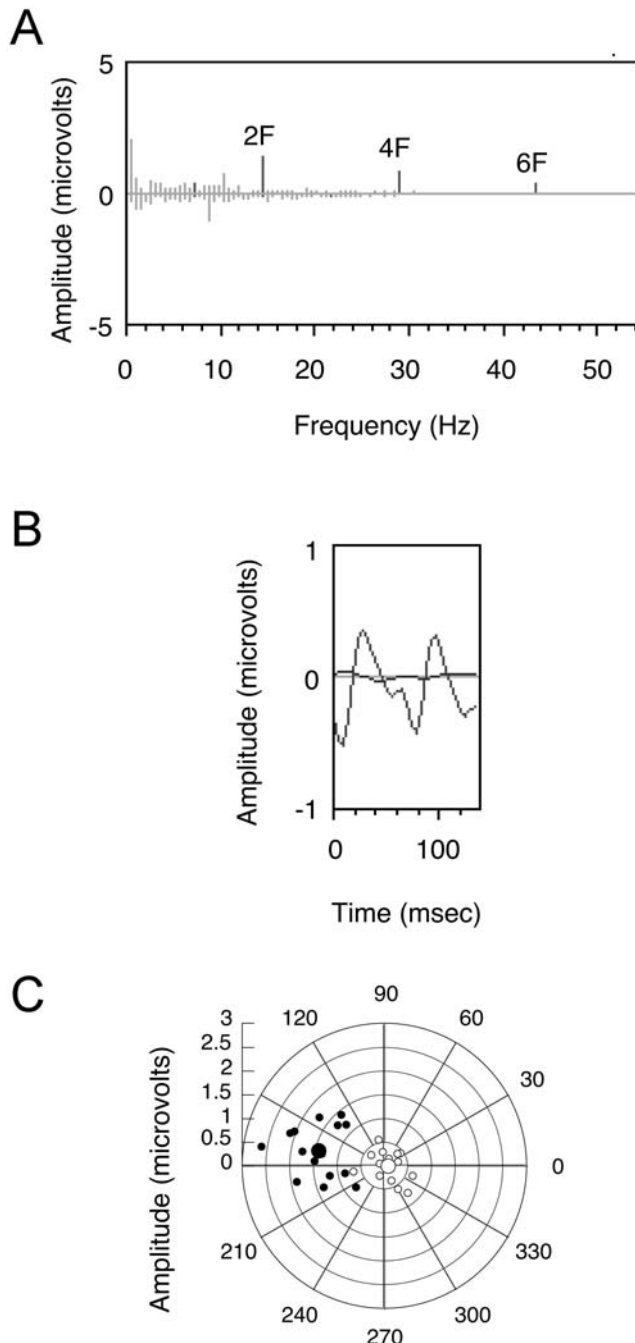 A
Amplitude (microvolts)
5
0
-5
2F
4F
6F
0 10 20 30 40 50
Frequency (Hz)
B
Amplitude (microvolts)
1
0
-1
0 100
Time (msec)
C
Amplitude (microvolts)
3
2.5
2
1.5
1
0.5
0
90
120 60
30
0
210 330
240 300
270